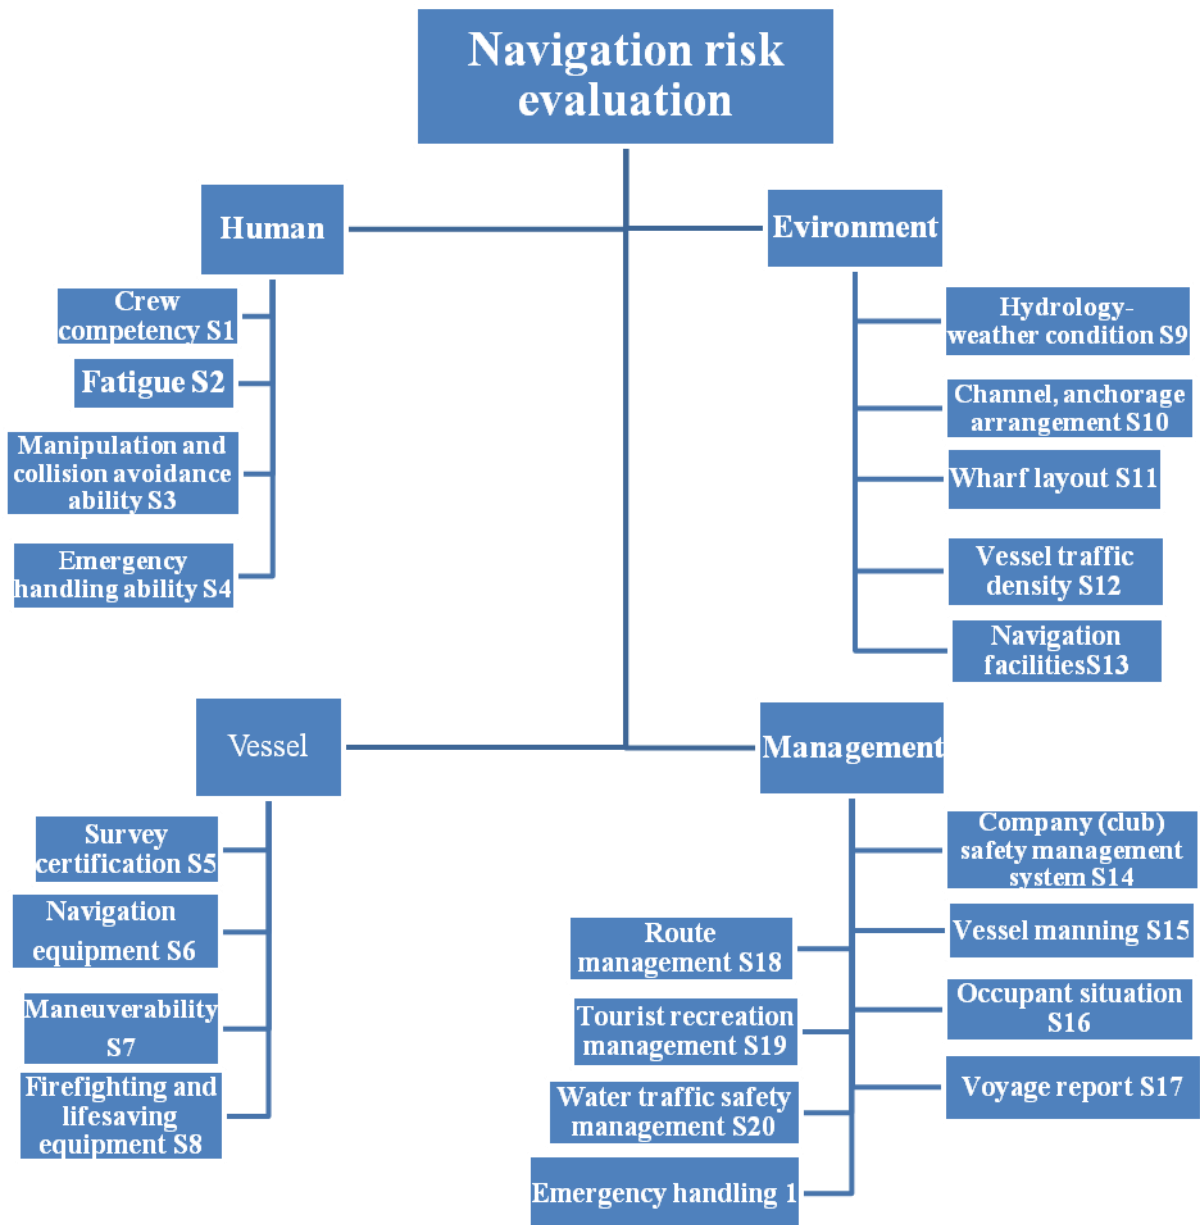 Navigation risk
evaluation
Human
Crew
competency S1
Fatigue S2
Manipulation and
collision avoidance
ability S3
Emergency
handling ability S4
Evironment
Hydrology-
weather condition S9
Channel, anchorage
arrangement S10
Wharf layout S11
Vessel traffic
density S12
Navigation
facilitiesS13
Vessel
Survey
certification S5
Navigation
equipment S6
Maneuverability
S7
Firefighting and
lifesaving
equipment S8
Management
Company (club)
safety management
system S14
Vessel manning S15
Occupant situation
S16
Voyage report S17
Route
management S18
Tourist recreation
management S19
Water traffic safety
management S20
Emergency handling 1